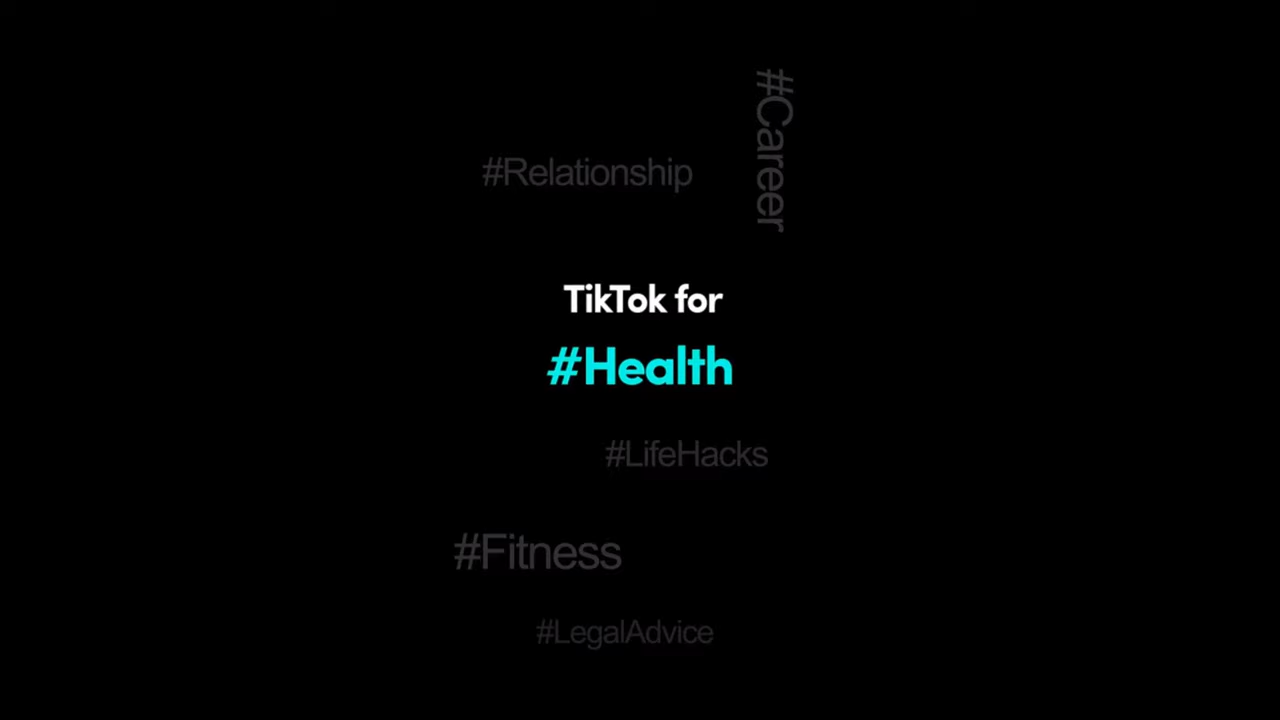 #Career
#Relationship
TikTok for
#Health
#LifeHacks
#Fitness
#LegalAdvice